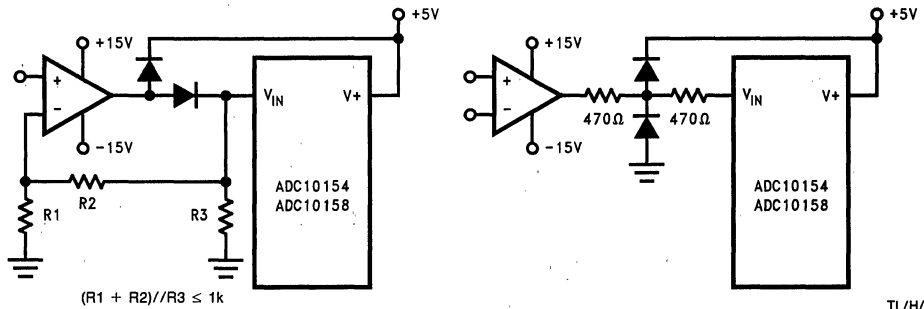 +5V
+15V
+
−
−15V
V_IN
V+
R2
R1
R3
ADC10154
ADC10158
(R1 + R2)//R3 ≤ 1k
+5V
+15V
+
−
−15V
470Ω
470Ω
V_IN
V+
ADC10154
ADC10158
TL/H/